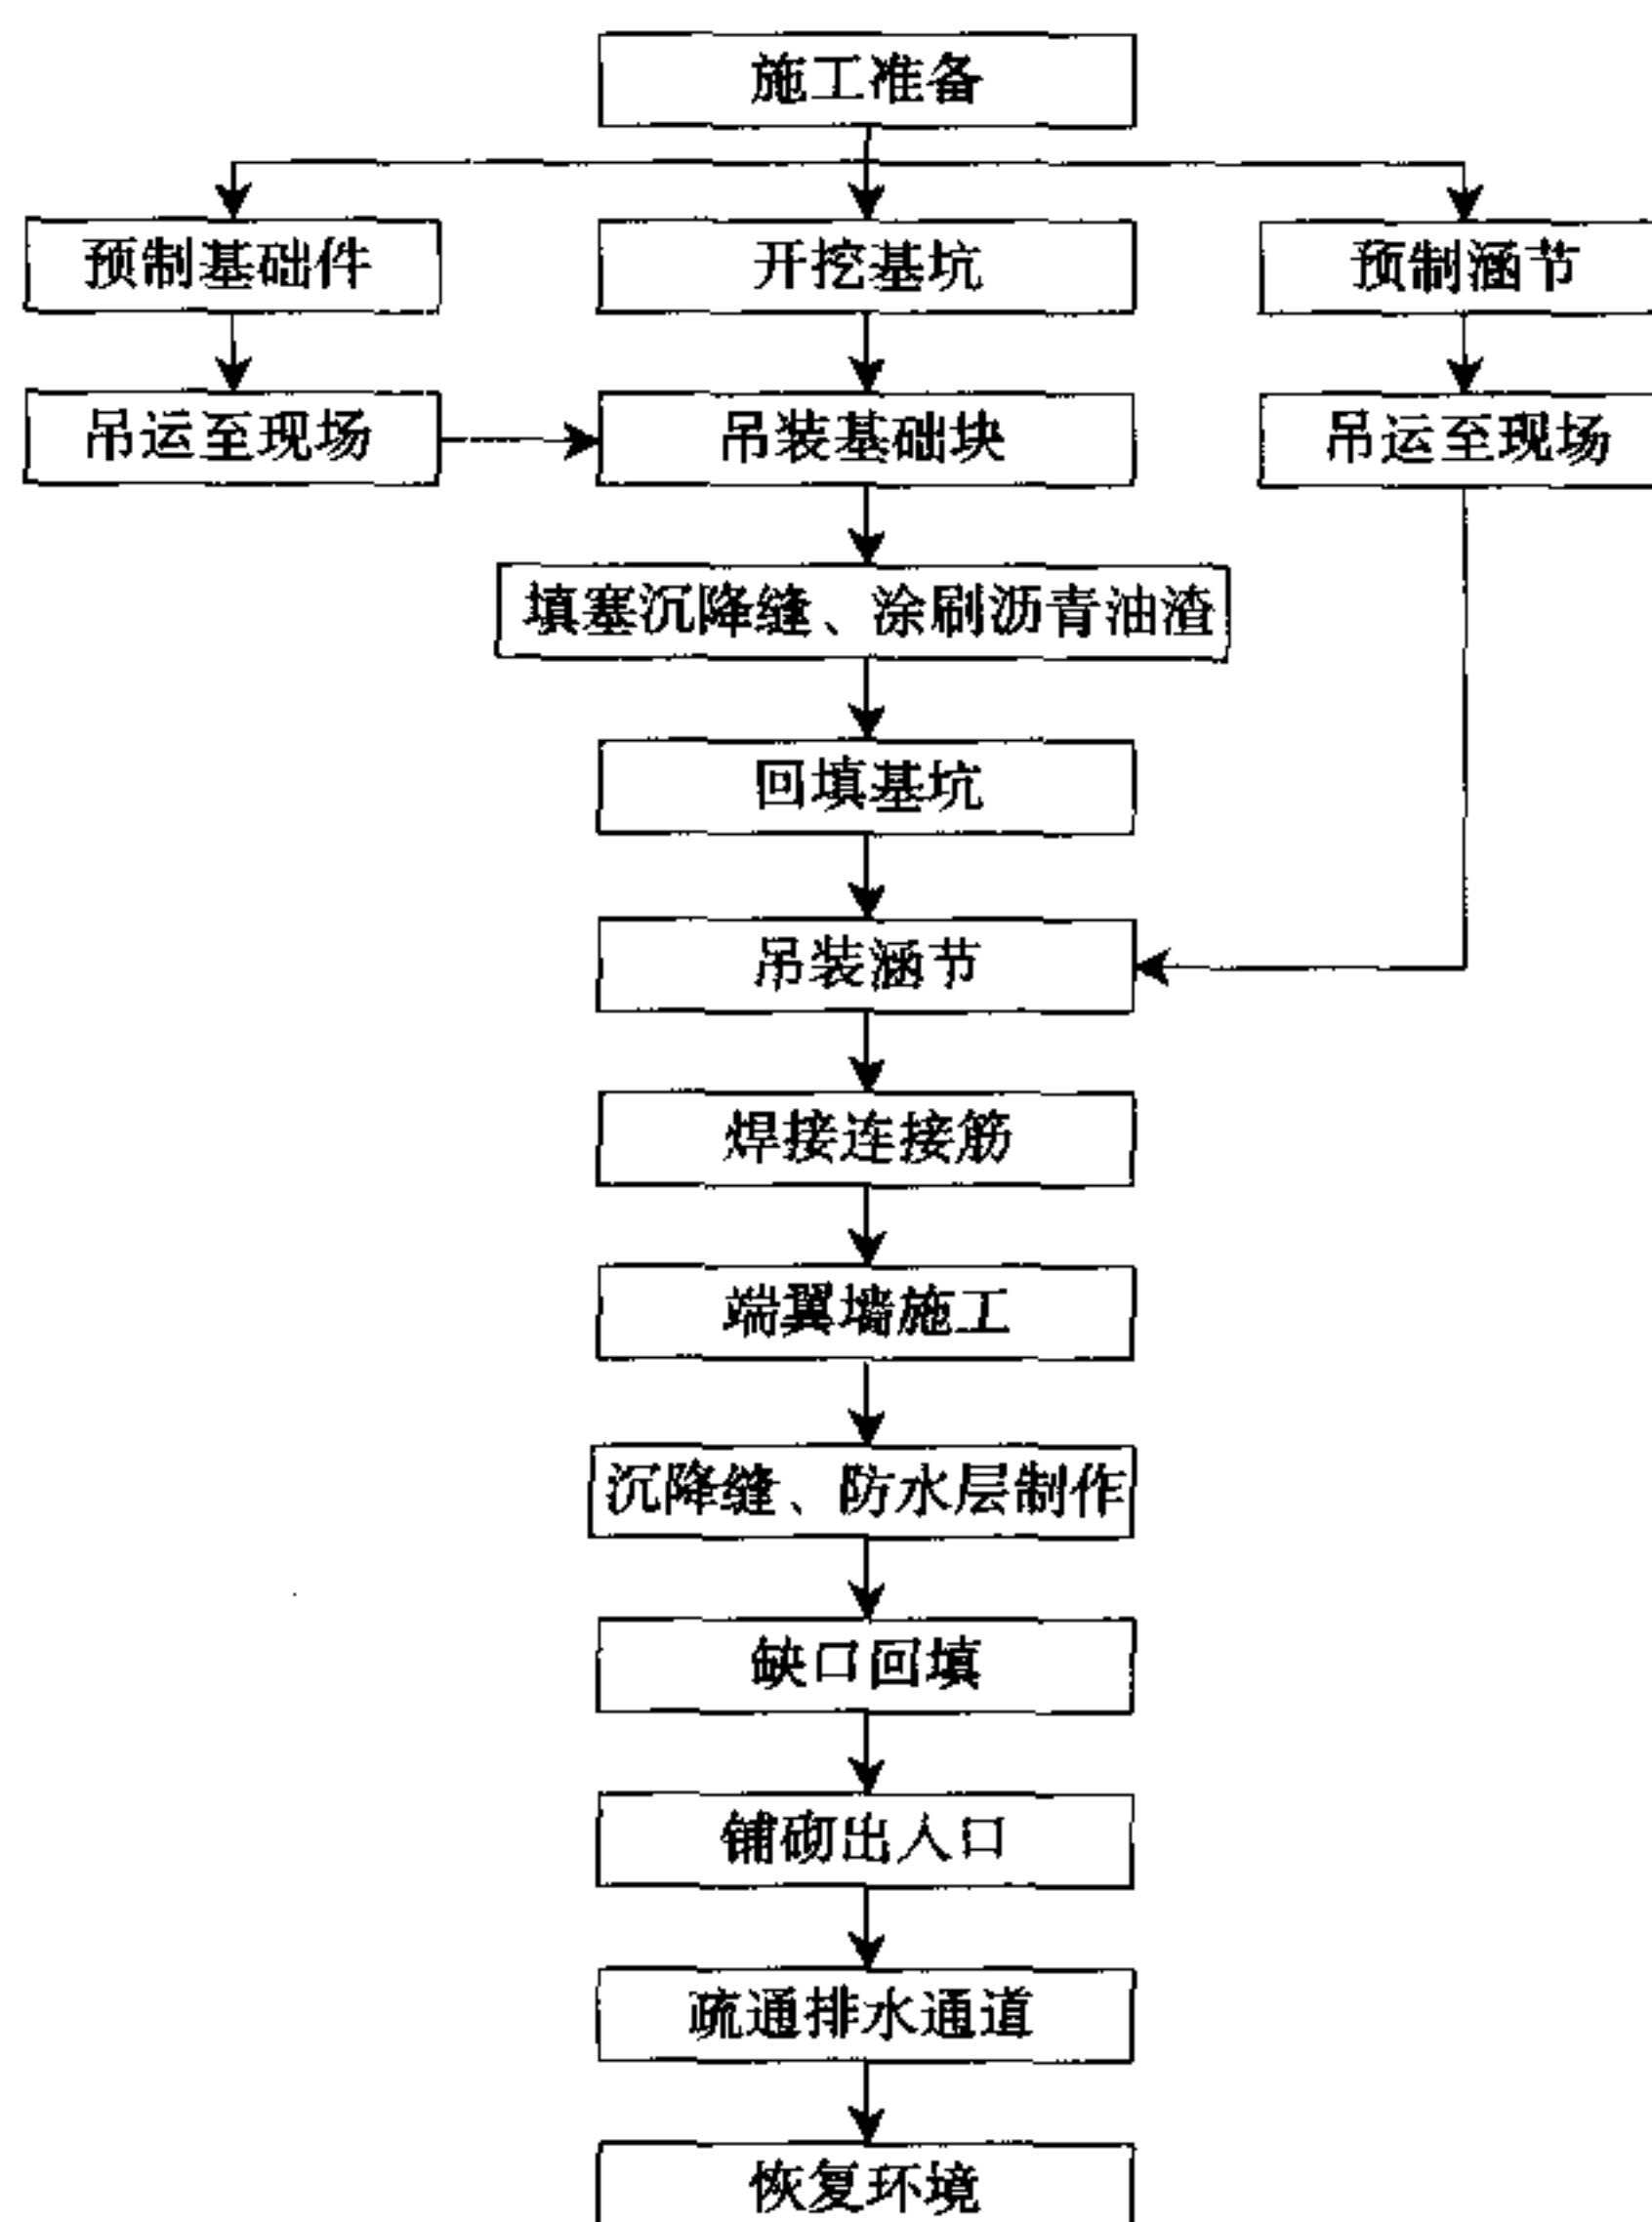 施工准备
预制基础件
开挖基坑
预制涵节
吊运至现场
吊装基础块
吊运至现场
填塞沉降缝、涂刷沥青油渣
回填基坑
吊装涵节
焊接连接筋
端翼墙施工
沉降缝、防水层制作
缺口回填
铺砌出入口
疏通排水通道
恢复环境